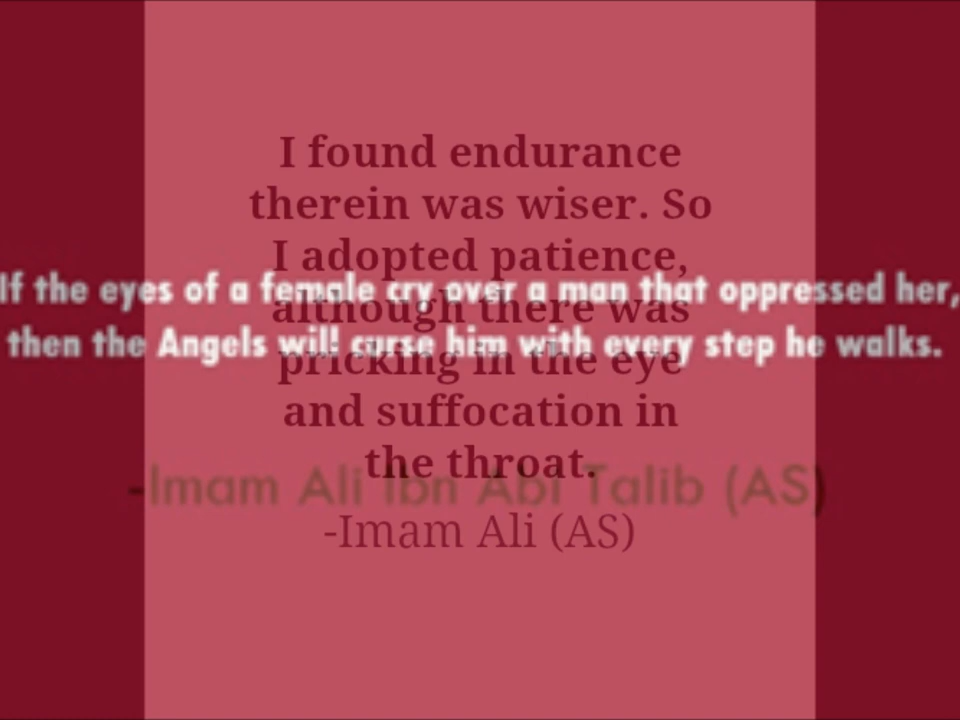 I found endurance
therein was wiser. So
I adopted patience,
although there was
pricking in the eye
and suffocation in
the throat.
-Imam Ali (AS)
If the eyes of a female cry over a man that oppressed her,
then the Angels will curse him with every step he walks.
-Imam Ali Ibn Abi Talib (AS)